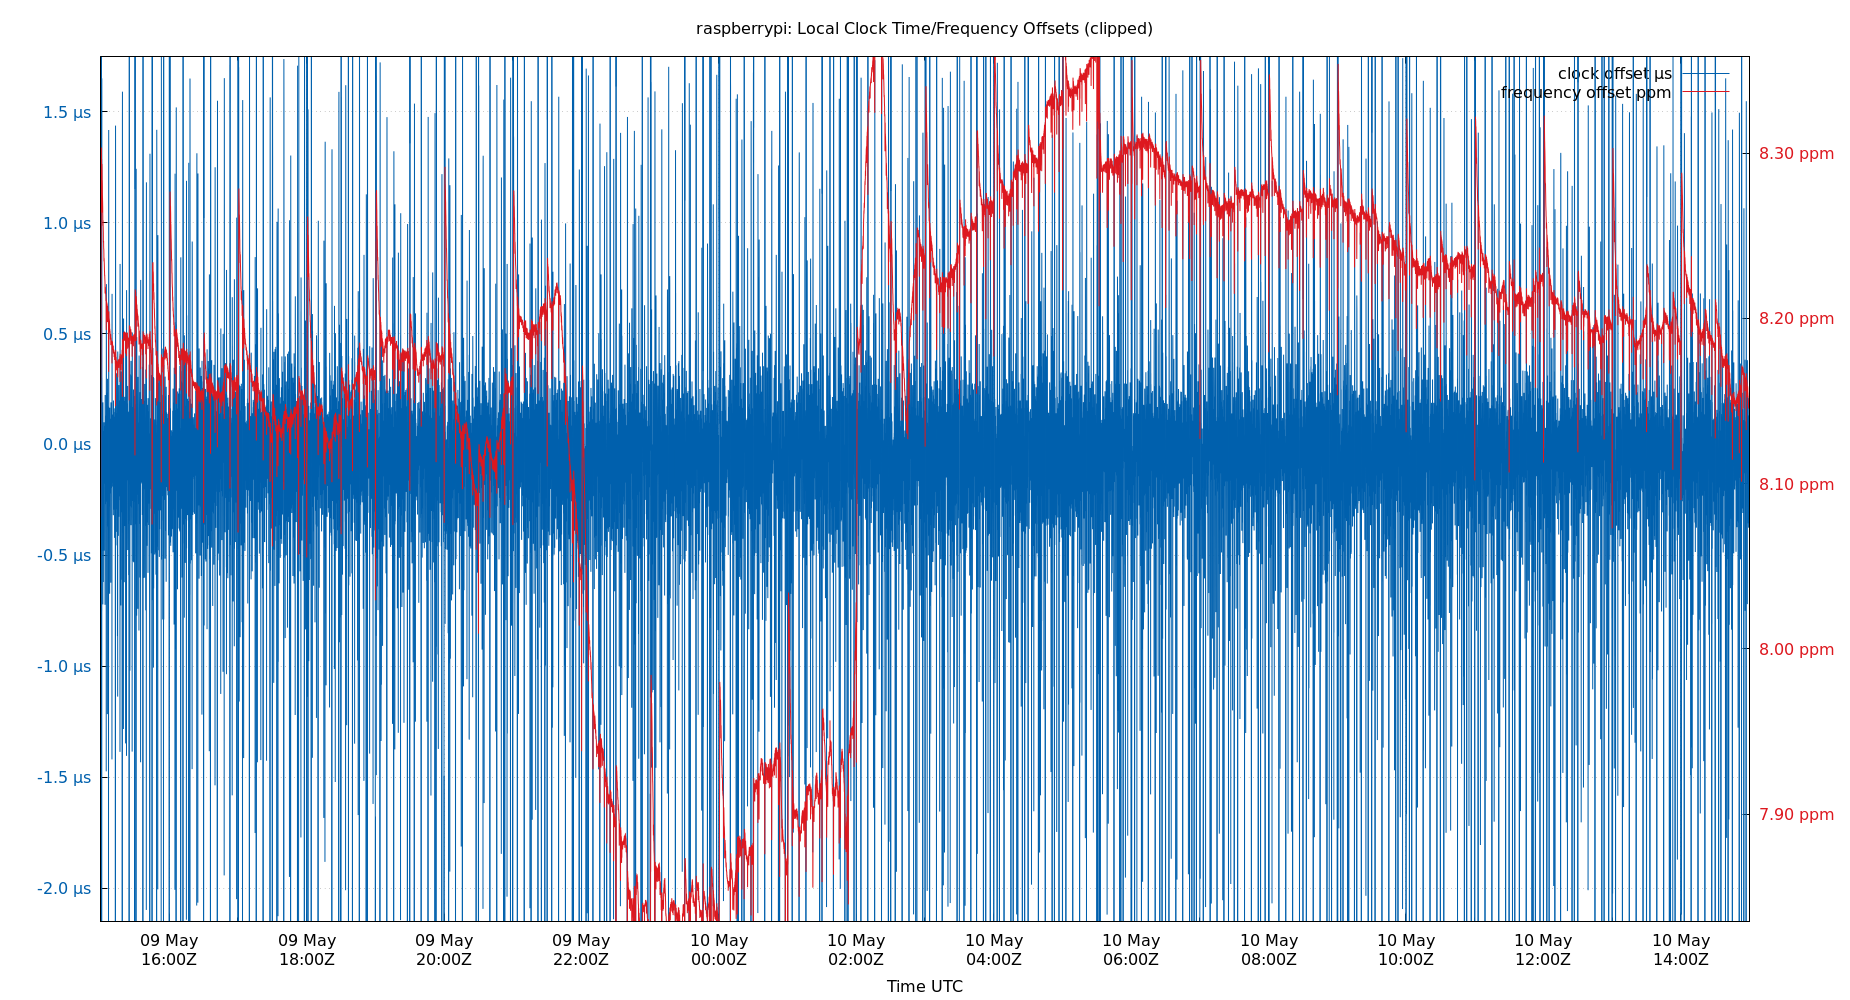 raspberrypi: Local Clock Time/Frequency Offsets (clipped)
clock offset µs
frequency offset ppm
1.5 µs
1.0 µs
0.5 µs
0.0 µs
-0.5 µs
-1.0 µs
-1.5 µs
-2.0 µs
8.30 ppm
8.20 ppm
8.10 ppm
8.00 ppm
7.90 ppm
09 May 09 May 09 May 09 May 10 May 10 May 10 May 10 May 10 May 10 May 10 May 10 May
16:00Z 18:00Z 20:00Z 22:00Z 00:00Z 02:00Z 04:00Z 06:00Z 08:00Z 10:00Z 12:00Z 14:00Z
Time UTC